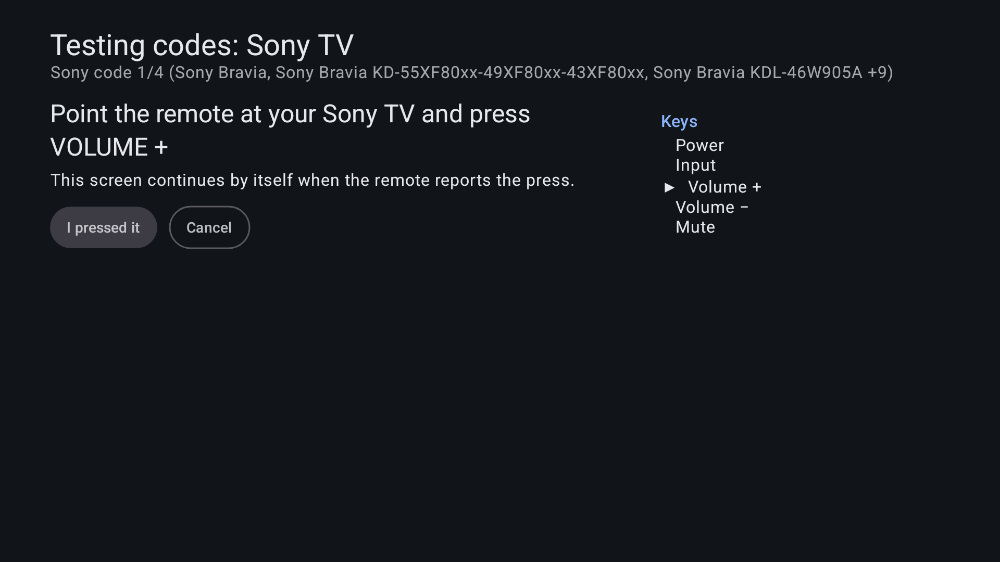 Testing codes: Sony TV
Sony code 1/4 (Sony Bravia, Sony Bravia KD-55XF80xx-49XF80xx-43XF80xx, Sony Bravia KDL-46W905A +9)
Point the remote at your Sony TV and press
VOLUME +
This screen continues by itself when the remote reports the press.
I pressed it
Cancel
Keys
Power
Input
► Volume +
Volume −
Mute